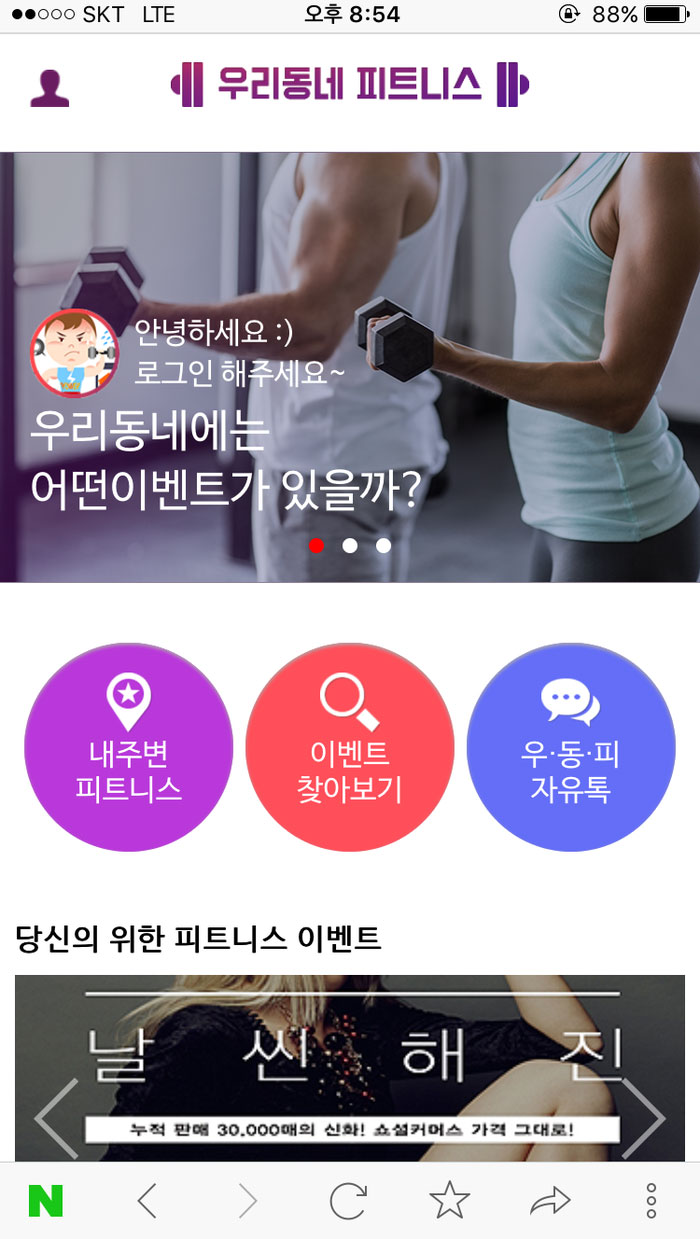 SKT LTE 오후 8:54 88%
우리동네 피트니스
안녕하세요 :)
로그인 해주세요~
우리동네에는
어떤이벤트가 있을까?
내주변
피트니스
이벤트
찾아보기
우·동·피
자유톡
당신의 위한 피트니스 이벤트
날 씬 해 진
누적 판매 30,000매의 신화! 쇼셜커머스 가격 그대로!
N